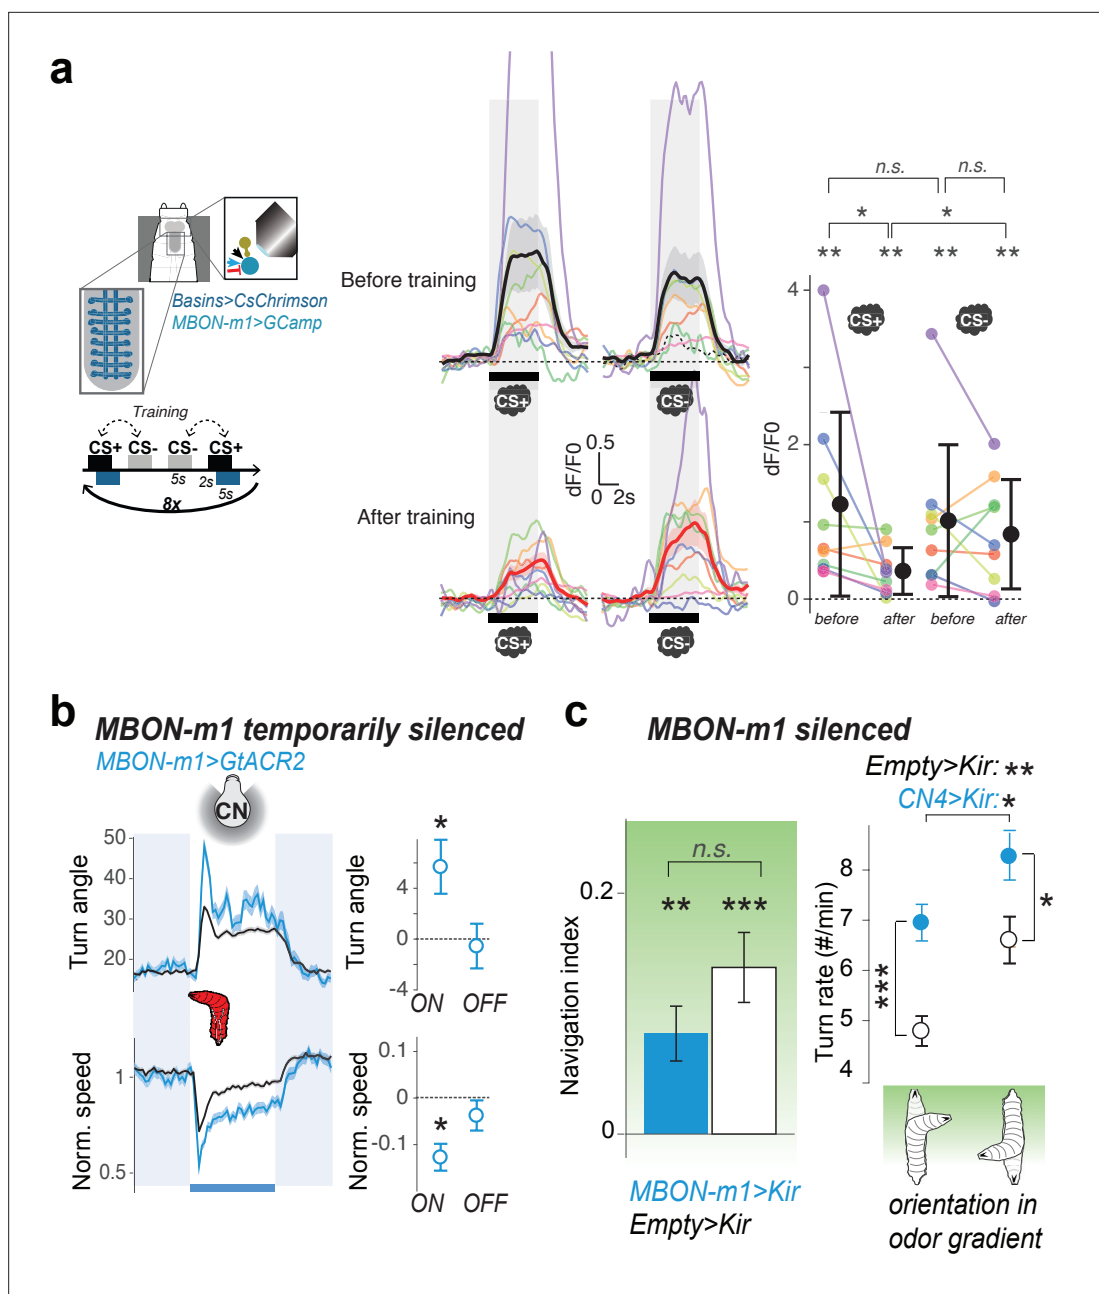 a
Basins>CsChrimson
MBON-m1>GCamp
Training
CS+ CS- CS- CS+
5s 2s
5s
8x
Before training
CS+ CS-
0.5
dF/F0
0 2s
After training
CS+ CS-
n.s. n.s.
* *
** ** ** **
4
CS+ CS-
dF/F0
2
1
0
before after before after
b MBON-m1 temporarily silenced
MBON-m1>GtACR2
CN
Turn angle
50
40
30
20
Turn angle
*
4
0
-4
ON OFF
Norm. speed
1
0.5
Norm. speed
0.1
0
-0.1
*
ON OFF
c MBON-m1 silenced
Navigation index
0.2
0
n.s.
** ***
MBON-m1>Kir
Empty>Kir
Empty>Kir: **
CN4>Kir: *
Turn rate (#/min)
8
7
6
5
4
***
*
orientation in
odor gradient